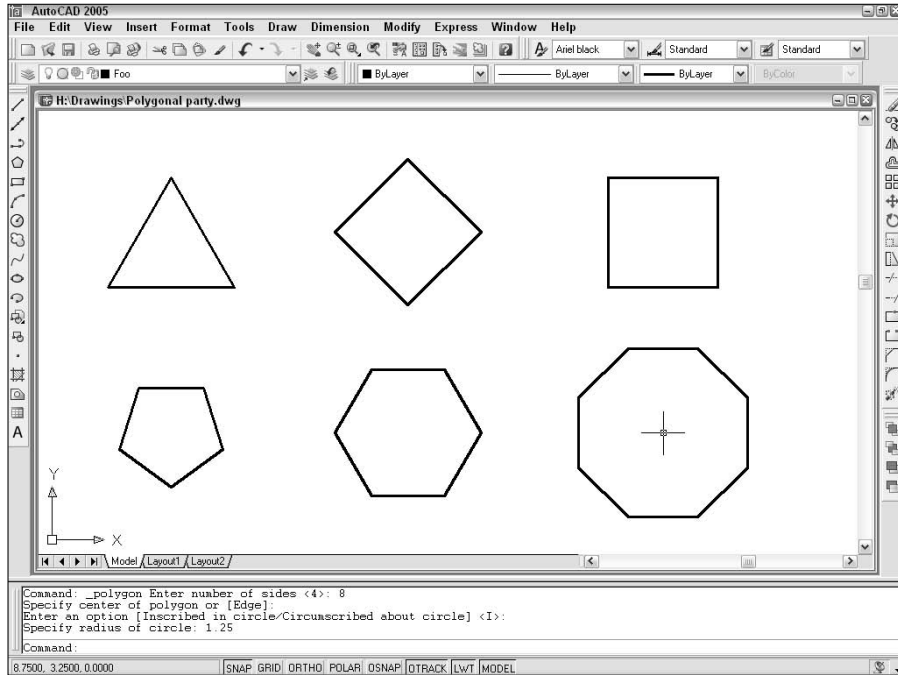 AutoCAD 2005
File Edit View Insert Format Tools Draw Dimension Modify Express Window Help
Ariel black Standard Standard
Foo ByLayer ByLayer ByLayer ByColor
H:\Drawings\Polygonal party.dwg
A
Y
X
Model Layout1 Layout2
Command: _polygon Enter number of sides <4>: 8
Specify center of polygon or [Edge]:
Enter an option [Inscribed in circle/Circumscribed about circle] <I>:
Specify radius of circle: 1.25
Command:
8.7500, 3.2500, 0.0000 SNAP GRID ORTHO POLAR OSNAP OTRACK LWT MODEL